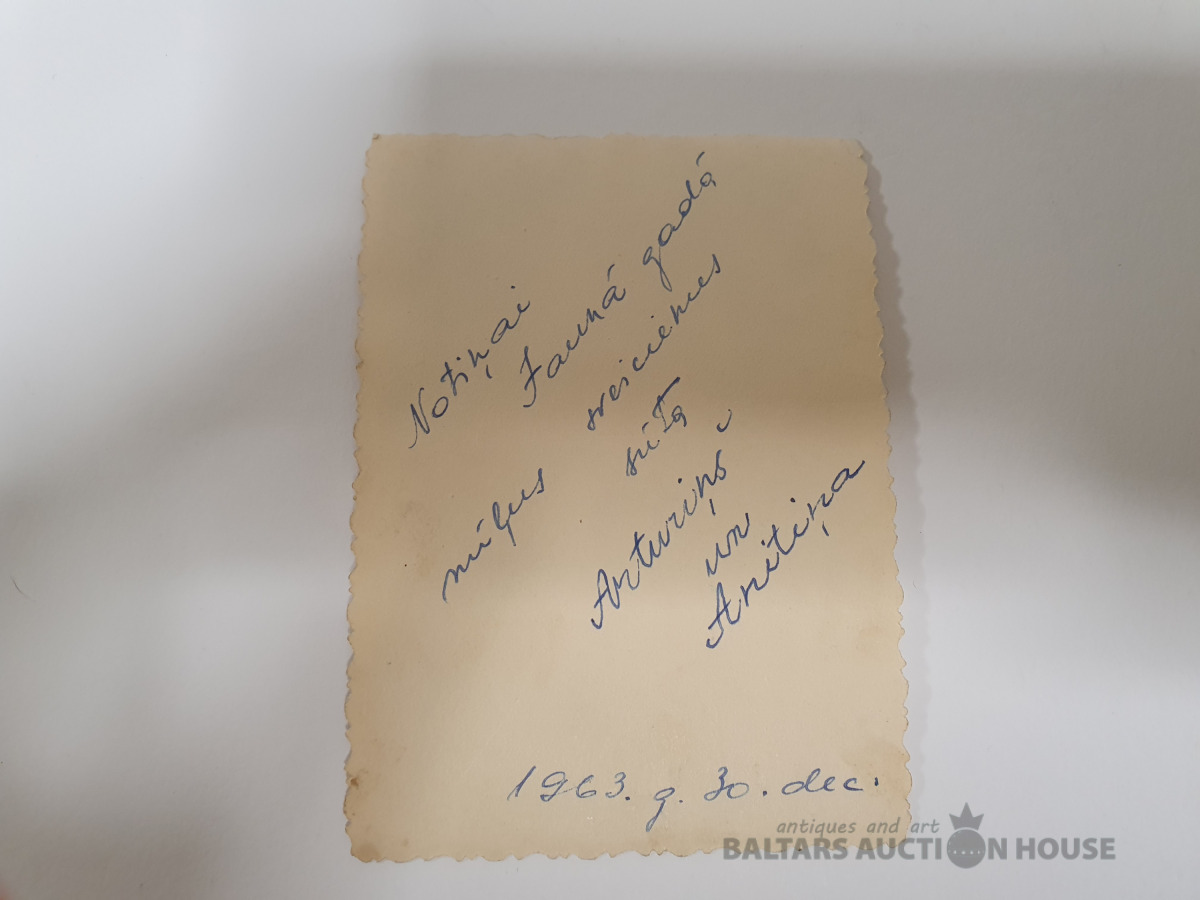 Notiņai
Jaunā gadā
mīļus sveicienus
sūta
Arturiņš
un
Anitiņa
1963. g. 30. dec.
antiques and art
BALTARS AUCTION HOUSE